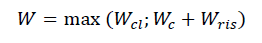 W = max (W_{cl}; W_c + W_{ris})